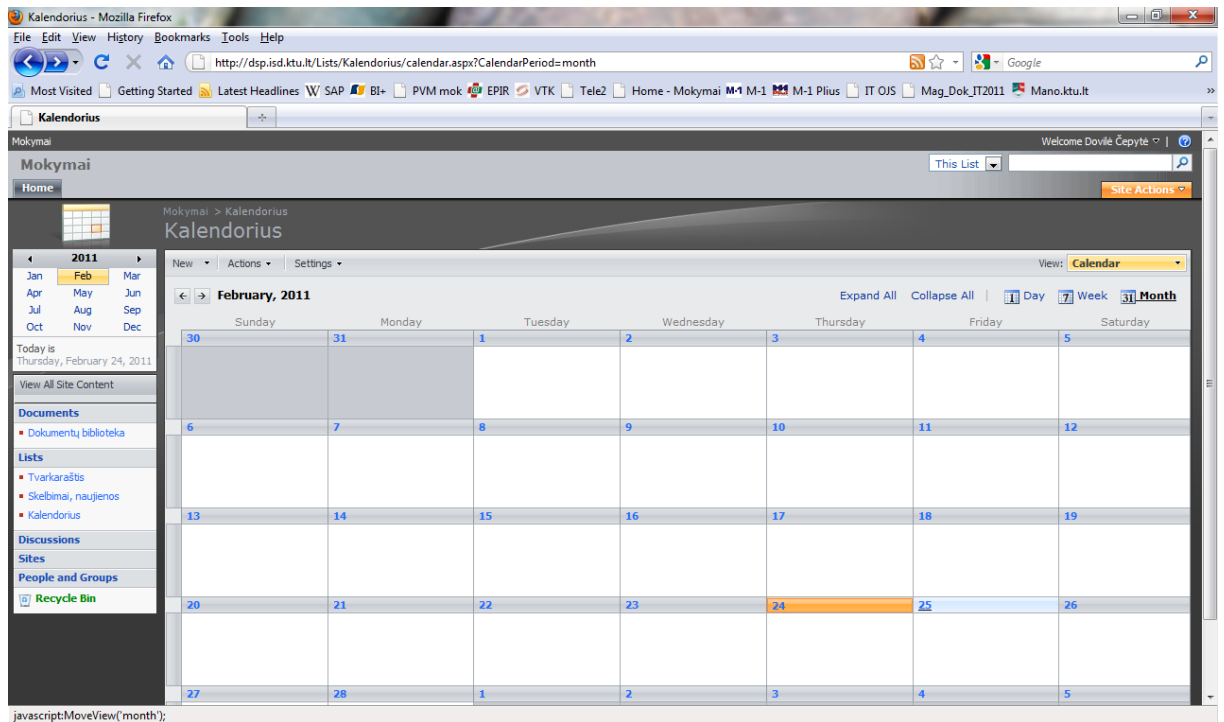 Kalendorius - Mozilla Firefox
File Edit View History Bookmarks Tools Help
http://dsp.isd.ktu.lt/Lists/Kalendorius/calendar.aspx?CalendarPeriod=month
Google
Most Visited Getting Started Latest Headlines W SAP BI+ PVM mok EPIR VTK Tele2 Home - Mokymai M-1 M-1 M-1 Plius IT OJS Mag_Dok_IT2011 Mano.ktu.lt »
Kalendorius
Mokymai
Welcome Dovilė Čepytė
Mokymai
This List
Home
Site Actions
Mokymai > Kalendorius
Kalendorius
2011
Jan Feb Mar
Apr May Jun
Jul Aug Sep
Oct Nov Dec
Today is
Thursday, February 24, 2011
View All Site Content
Documents
Dokumentų biblioteka
Lists
Tvarkaraštis
Skelbimai, naujienos
Kalendorius
Discussions
Sites
People and Groups
Recycle Bin
New Actions Settings
View: Calendar
February, 2011
Expand All Collapse All | 1 Day 7 Week 31 Month
Sunday Monday Tuesday Wednesday Thursday Friday Saturday
30 31 1 2 3 4 5
6 7 8 9 10 11 12
13 14 15 16 17 18 19
20 21 22 23 24 25 26
27 28 1 2 3 4 5
javascript:MoveView('month');